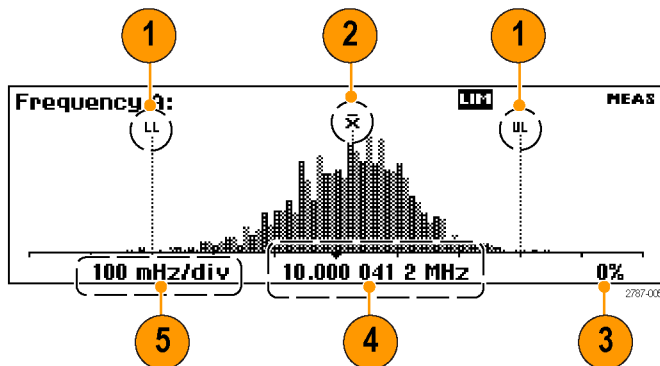 1 2 1
Frequency A: LIM MEAS
LL x̄ UL
100 mHz/div 10.000 041 2 MHz 0%
2787-005
5 4 3